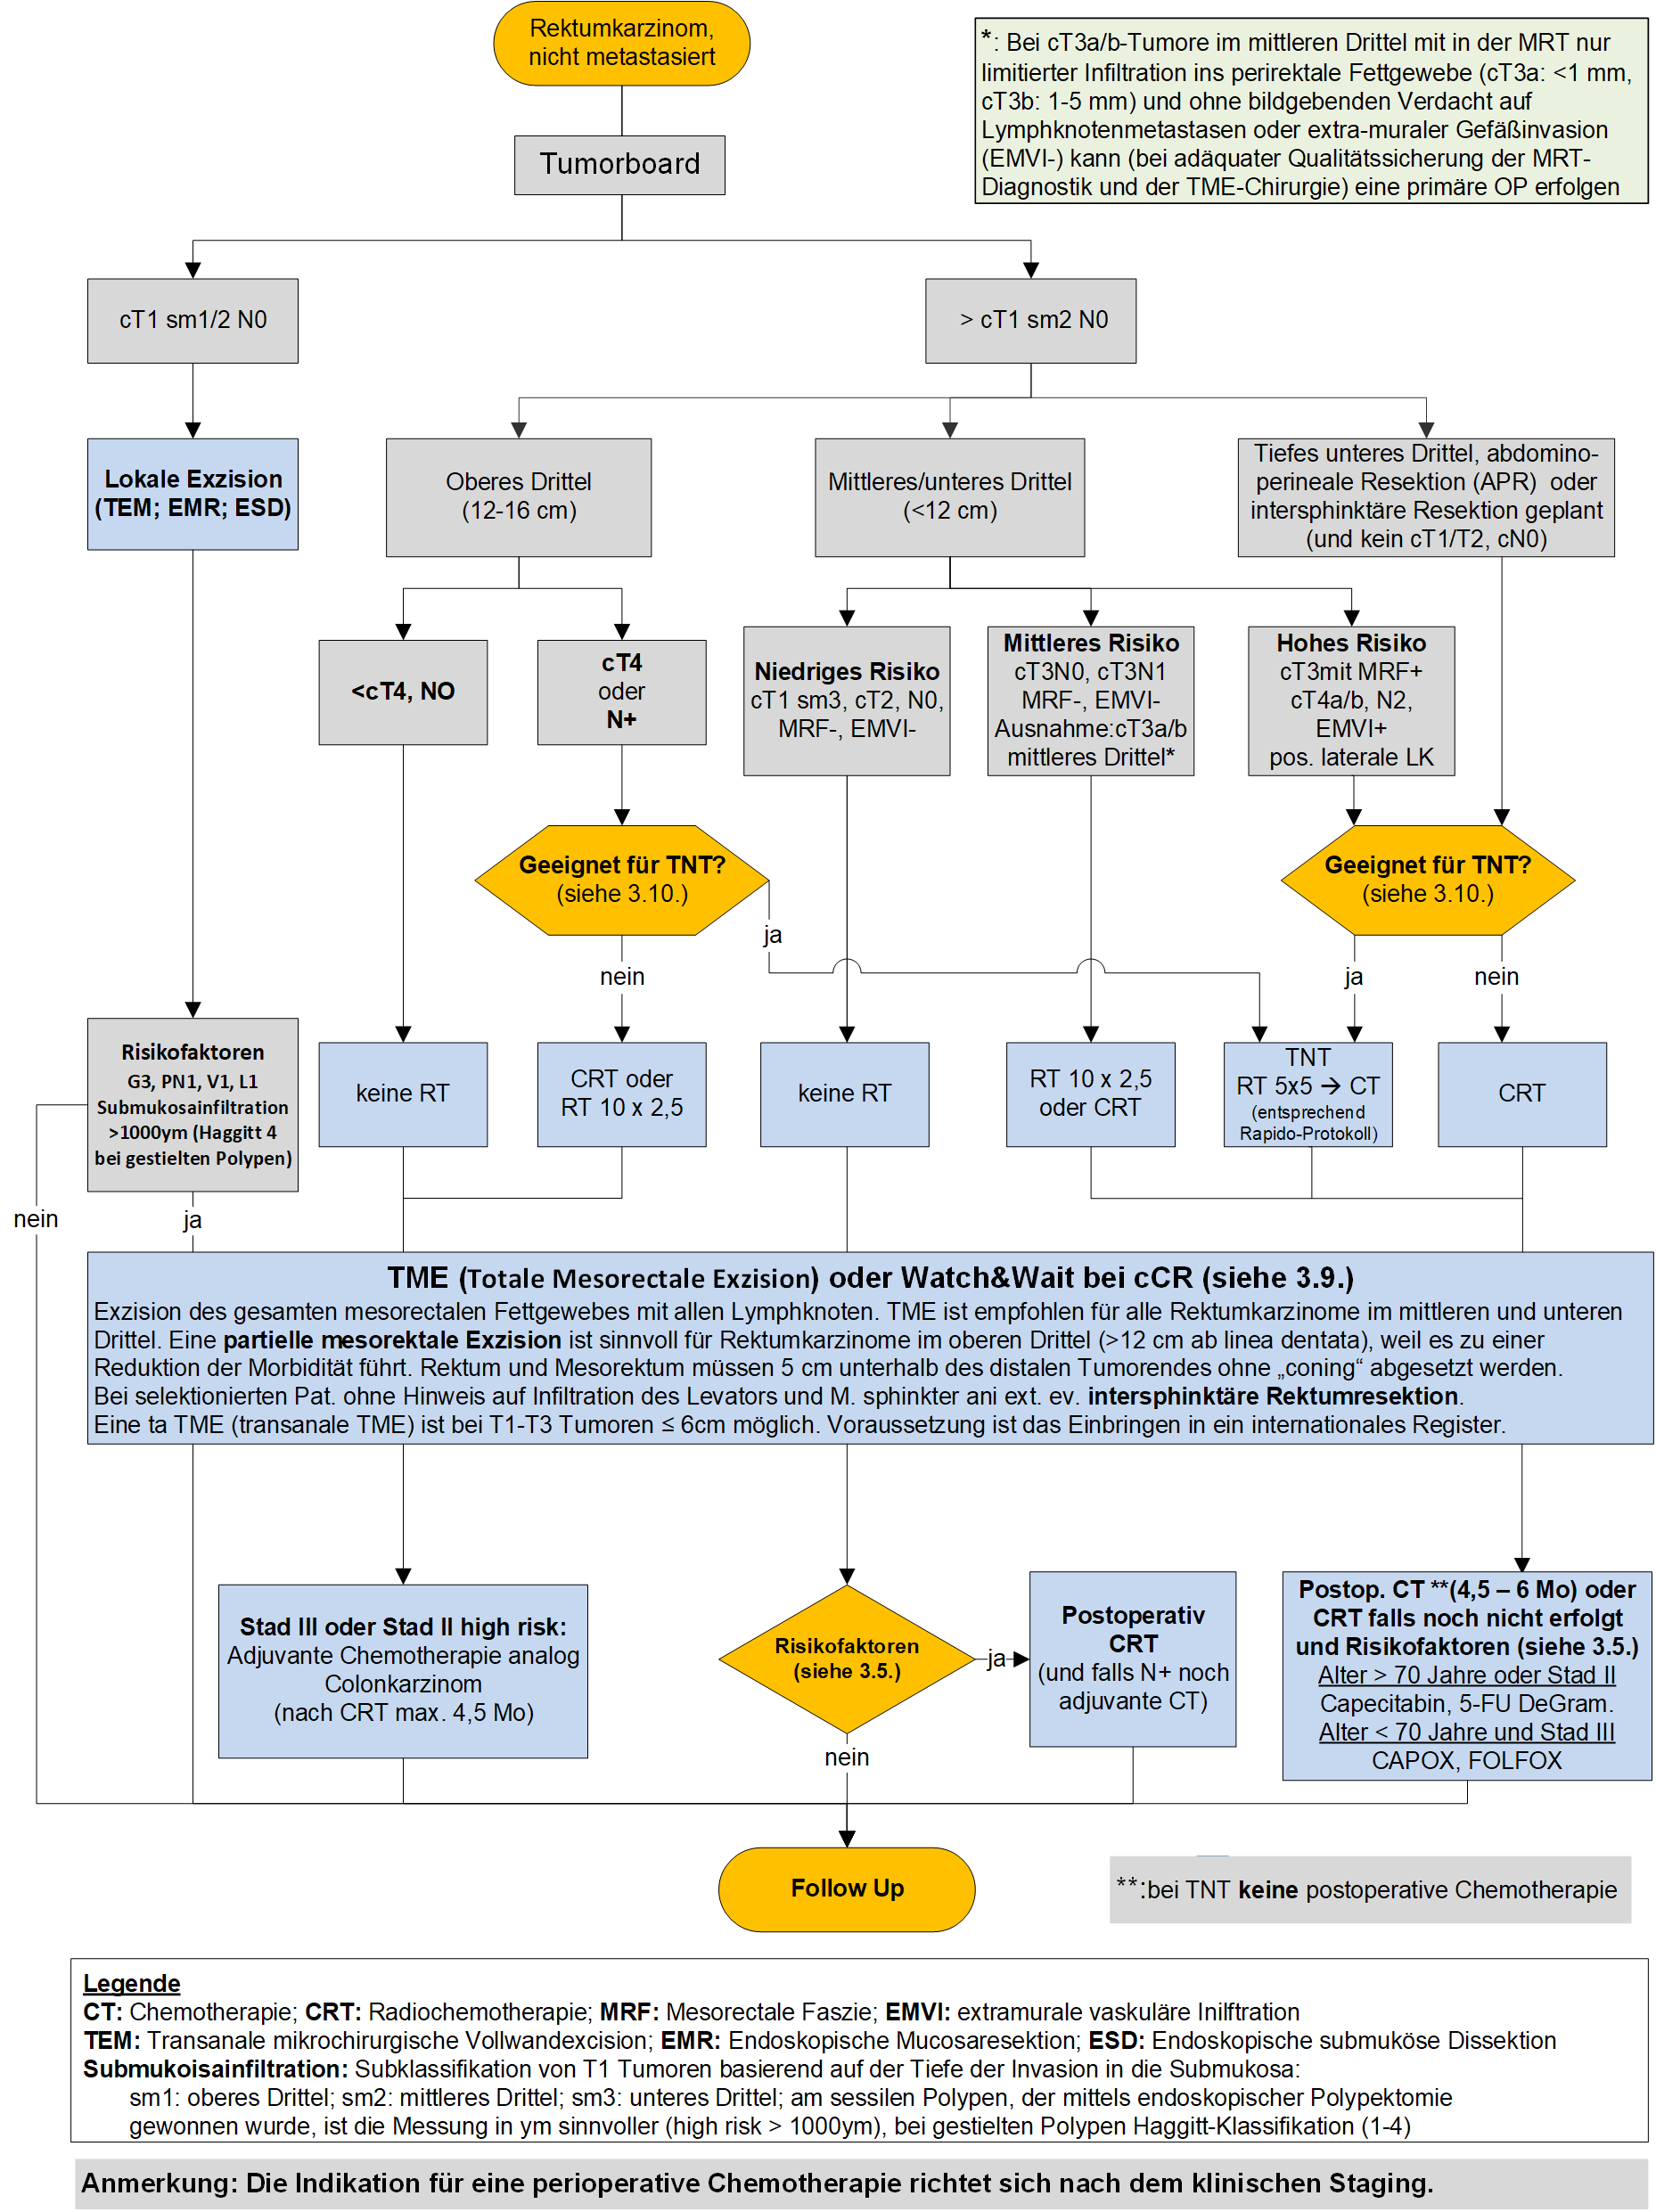 Rektumkarzinom,
nicht metastasiert
*: Bei cT3a/b-Tumore im mittleren Drittel mit in der MRT nur
limitierter Infiltration ins perirektale Fettgewebe (cT3a: <1 mm,
cT3b: 1-5 mm) und ohne bildgebenden Verdacht auf
Lymphknotenmetastasen oder extra-muraler Gefäßinvasion
(EMVI-) kann (bei adäquater Qualitätssicherung der MRT-
Diagnostik und der TME-Chirurgie) eine primäre OP erfolgen
Tumorboard
cT1 sm1/2 N0
> cT1 sm2 N0
Lokale Exzision
(TEM; EMR; ESD)
Oberes Drittel
(12-16 cm)
Mittleres/unteres Drittel
(<12 cm)
Tiefes unteres Drittel, abdomino-
perineale Resektion (APR) oder
intersphinktäre Resektion geplant
(und kein cT1/T2, cN0)
<cT4, NO
cT4
oder
N+
Niedriges Risiko
cT1 sm3, cT2, N0,
MRF-, EMVI-
Mittleres Risiko
cT3N0, cT3N1
MRF-, EMVI-
Ausnahme:cT3a/b
mittleres Drittel*
Hohes Risiko
cT3mit MRF+
cT4a/b, N2,
EMVI+
pos. laterale LK
Geeignet für TNT?
(siehe 3.10.)
Geeignet für TNT?
(siehe 3.10.)
ja
nein
ja
nein
Risikofaktoren
G3, PN1, V1, L1
Submukosainfiltration
>1000ym (Haggitt 4
bei gestielten Polypen)
keine RT
CRT oder
RT 10 x 2,5
keine RT
RT 10 x 2,5
oder CRT
TNT
RT 5x5 → CT
(entsprechend
Rapido-Protokoll)
CRT
nein
ja
TME (Totale Mesorectale Exzision) oder Watch&Wait bei cCR (siehe 3.9.)
Exzision des gesamten mesorectalen Fettgewebes mit allen Lymphknoten. TME ist empfohlen für alle Rektumkarzinome im mittleren und unteren
Drittel. Eine partielle mesorektale Exzision ist sinnvoll für Rektumkarzinome im oberen Drittel (>12 cm ab linea dentata), weil es zu einer
Reduktion der Morbidität führt. Rektum und Mesorektum müssen 5 cm unterhalb des distalen Tumorendes ohne „coning“ abgesetzt werden.
Bei selektionierten Pat. ohne Hinweis auf Infiltration des Levators und M. sphinkter ani ext. ev. intersphinktäre Rektumresektion.
Eine ta TME (transanale TME) ist bei T1-T3 Tumoren ≤ 6cm möglich. Voraussetzung ist das Einbringen in ein internationales Register.
Stad III oder Stad II high risk:
Adjuvante Chemotherapie analog
Colonkarzinom
(nach CRT max. 4,5 Mo)
Risikofaktoren
(siehe 3.5.)
ja
nein
Postoperativ
CRT
(und falls N+ noch
adjuvante CT)
Postop. CT **(4,5 – 6 Mo) oder
CRT falls noch nicht erfolgt
und Risikofaktoren (siehe 3.5.)
Alter > 70 Jahre oder Stad II
Capecitabin, 5-FU DeGram.
Alter < 70 Jahre und Stad III
CAPOX, FOLFOX
Follow Up
**:bei TNT keine postoperative Chemotherapie
Legende
CT: Chemotherapie; CRT: Radiochemotherapie; MRF: Mesorectale Faszie; EMVI: extramurale vaskuläre Inilftration
TEM: Transanale mikrochirurgische Vollwandexcision; EMR: Endoskopische Mucosaresektion; ESD: Endoskopische submuköse Dissektion
Submukoisainfiltration: Subklassifikation von T1 Tumoren basierend auf der Tiefe der Invasion in die Submukosa:
sm1: oberes Drittel; sm2: mittleres Drittel; sm3: unteres Drittel; am sessilen Polypen, der mittels endoskopischer Polypektomie
gewonnen wurde, ist die Messung in ym sinnvoller (high risk > 1000ym), bei gestielten Polypen Haggitt-Klassifikation (1-4)
Anmerkung: Die Indikation für eine perioperative Chemotherapie richtet sich nach dem klinischen Staging.